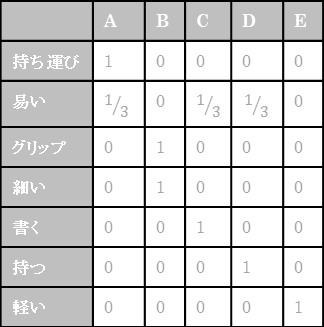 A B C D E
持ち運び 1 0 0 0 0
易い 1/3 0 1/3 1/3 0
グリップ 0 1 0 0 0
細い 0 1 0 0 0
書く 0 0 1 0 0
持つ 0 0 0 1 0
軽い 0 0 0 0 1